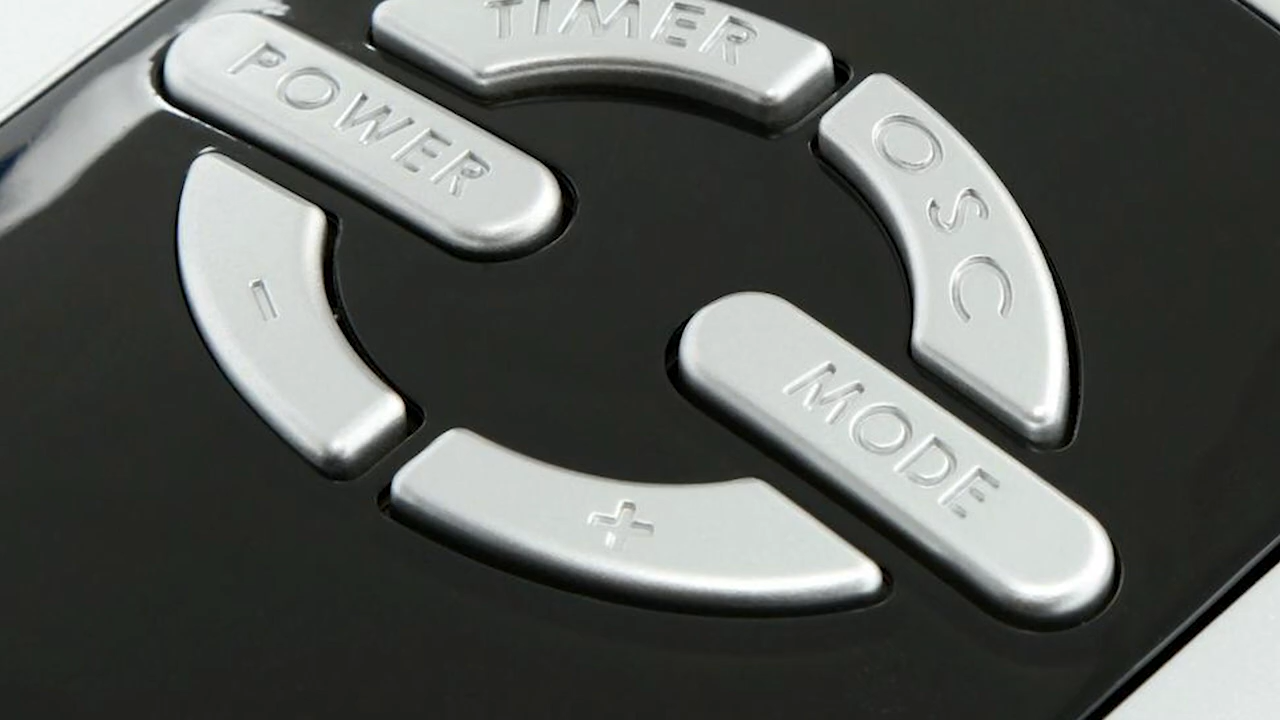 TIMER
POWER
OSC
-
MODE
+